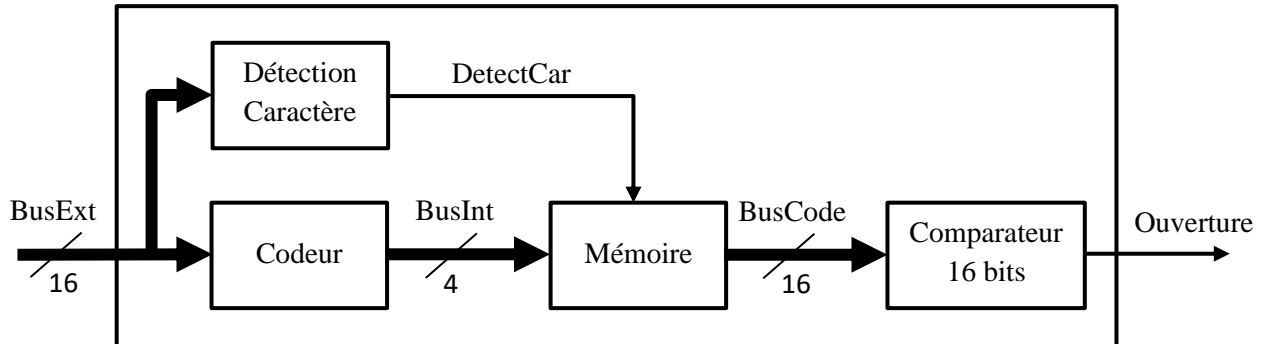 Détection
Caractère
DetectCar
BusExt
16
Codeur
BusInt
4
Mémoire
BusCode
16
Comparateur
16 bits
Ouverture